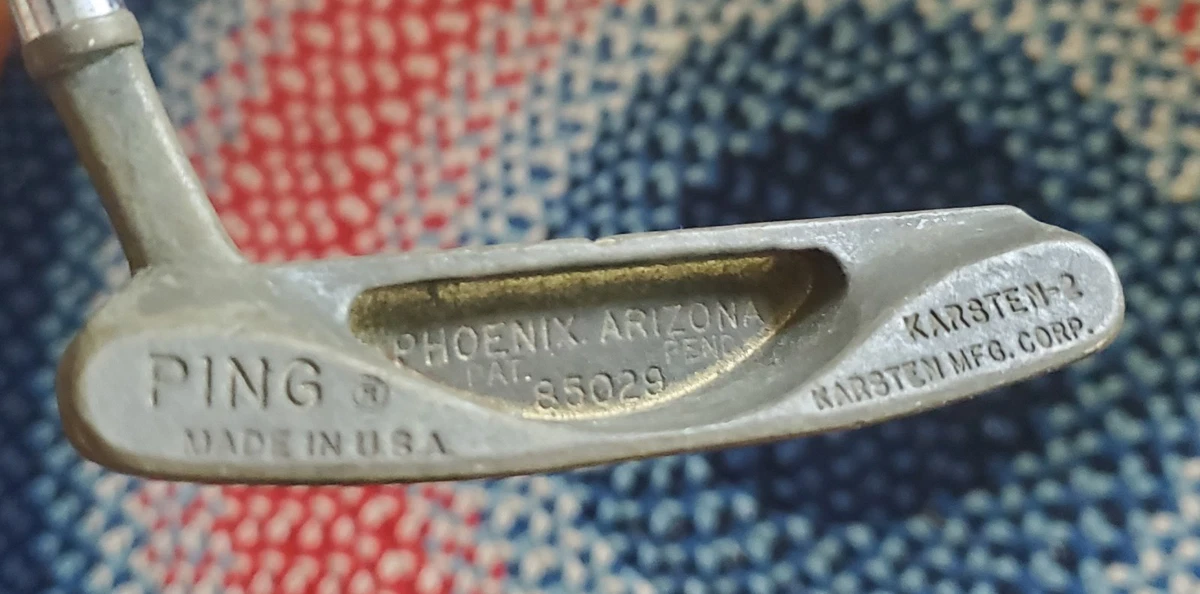 PING ®
MADE IN U.S.A.
PHOENIX ARIZONA
PAT. PEND.
85029
KARSTEN-2
KARSTEN MFG. CORP.